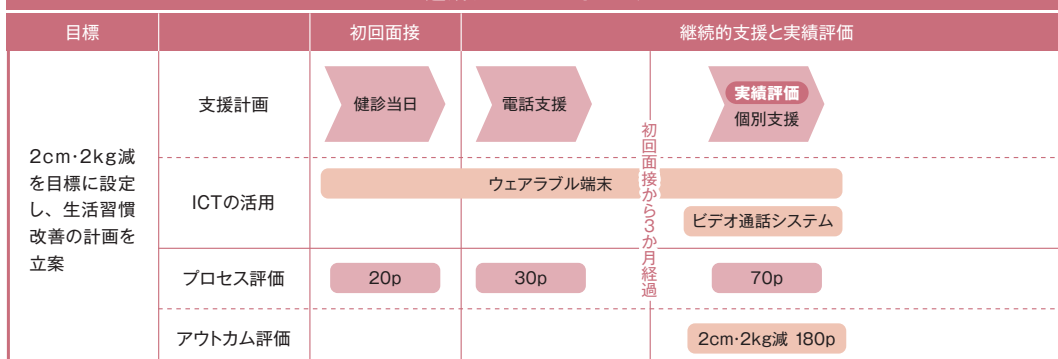 目標
初回面接
継続的支援と実績評価
2cm・2kg減
を目標に設定
し、生活習慣
改善の計画を
立案
支援計画
健診当日
電話支援
実績評価
個別支援
初回面接から3か月経過
ICTの活用
ウェアラブル端末
ビデオ通話システム
プロセス評価
20p
30p
70p
アウトカム評価
2cm・2kg減 180p